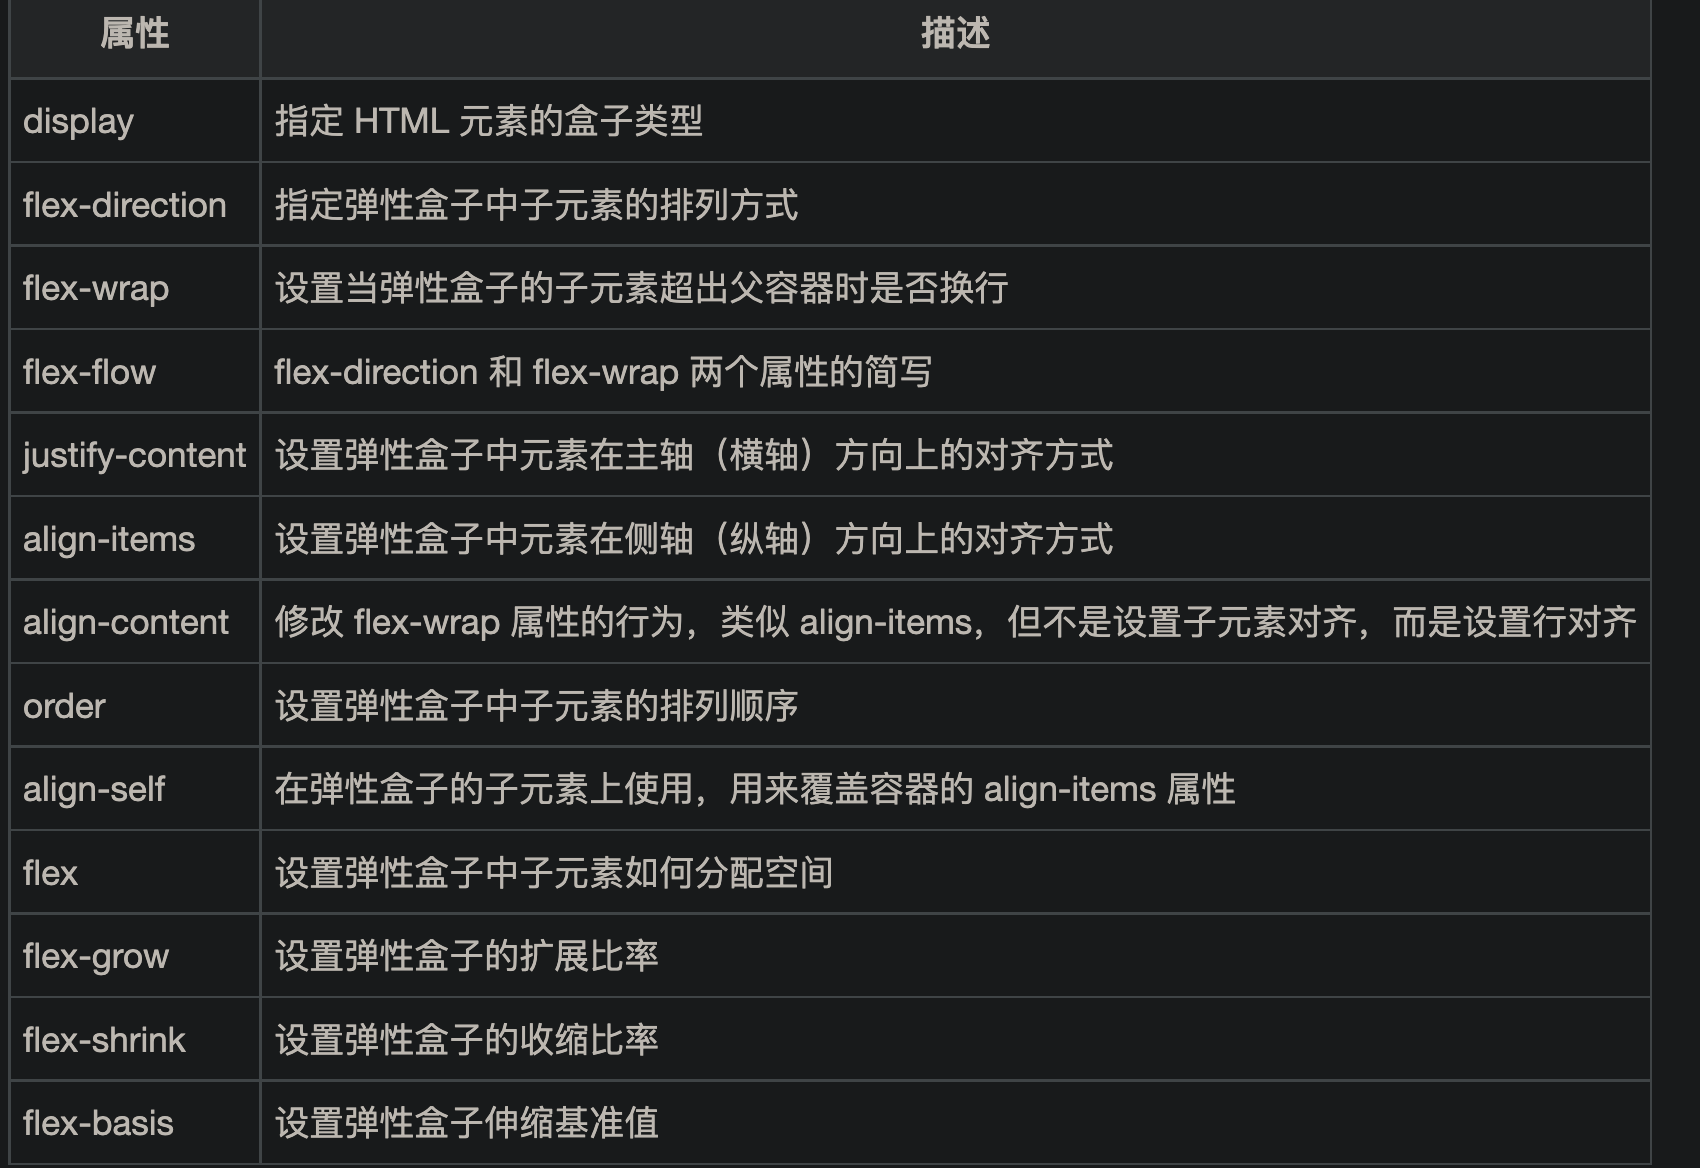 属性 描述
display 指定 HTML 元素的盒子类型
flex-direction 指定弹性盒子中子元素的排列方式
flex-wrap 设置当弹性盒子的子元素超出父容器时是否换行
flex-flow flex-direction 和 flex-wrap 两个属性的简写
justify-content 设置弹性盒子中元素在主轴（横轴）方向上的对齐方式
align-items 设置弹性盒子中元素在侧轴（纵轴）方向上的对齐方式
align-content 修改 flex-wrap 属性的行为，类似 align-items，但不是设置子元素对齐，而是设置行对齐
order 设置弹性盒子中子元素的排列顺序
align-self 在弹性盒子的子元素上使用，用来覆盖容器的 align-items 属性
flex 设置弹性盒子中子元素如何分配空间
flex-grow 设置弹性盒子的扩展比率
flex-shrink 设置弹性盒子的收缩比率
flex-basis 设置弹性盒子伸缩基准值